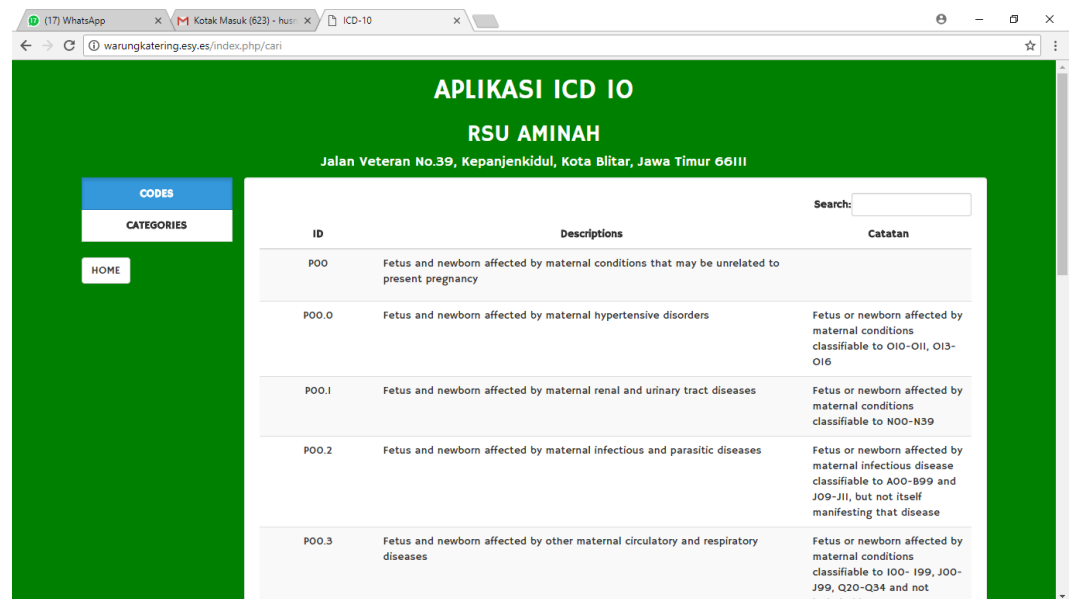 (17) WhatsApp
Kotak Masuk (623) - husn
ICD-10
warungkatering.esy.es/index.php/cari
APLIKASI ICD 10
RSU AMINAH
Jalan Veteran No.39, Kepanjenkidul, Kota Blitar, Jawa Timur 66111
CODES
CATEGORIES
HOME
Search:
ID Descriptions Catatan
P00 Fetus and newborn affected by maternal conditions that may be unrelated to
present pregnancy
P00.0 Fetus and newborn affected by maternal hypertensive disorders Fetus or newborn affected by
maternal conditions
classifiable to O10-O11, O13-
O16
P00.1 Fetus and newborn affected by maternal renal and urinary tract diseases Fetus or newborn affected by
maternal conditions
classifiable to N00-N39
P00.2 Fetus and newborn affected by maternal infectious and parasitic diseases Fetus or newborn affected by
maternal infectious disease
classifiable to A00-B99 and
J09-J11, but not itself
manifesting that disease
P00.3 Fetus and newborn affected by other maternal circulatory and respiratory Fetus or newborn affected by
diseases maternal conditions
classifiable to I00- I99, J00-
J99, Q20-Q34 and not